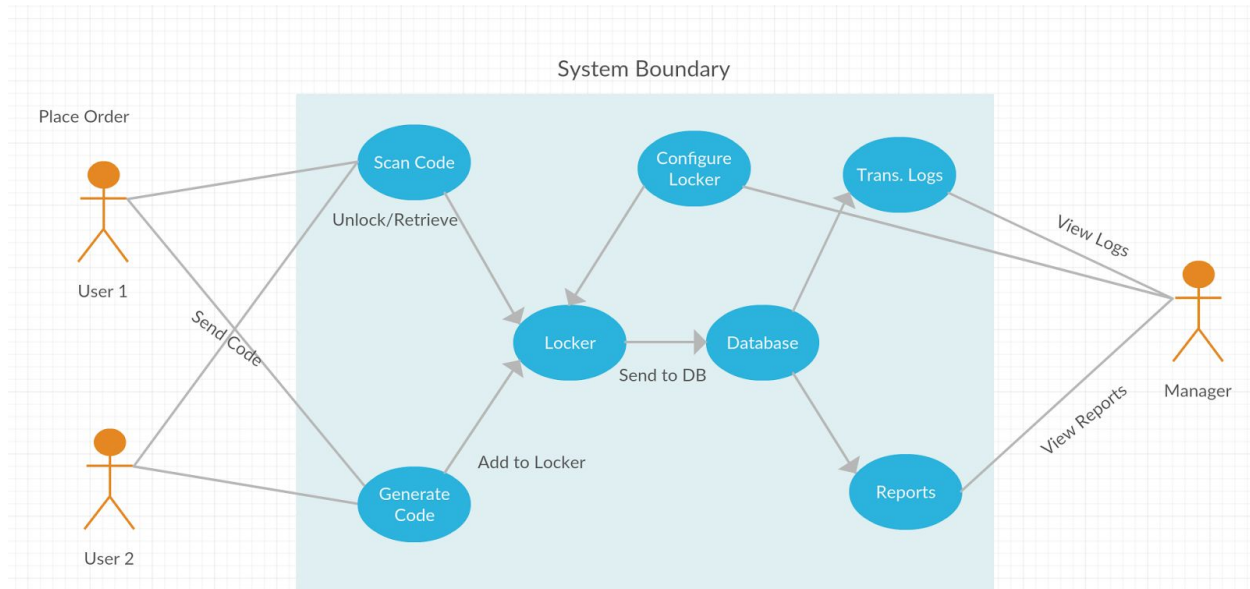 System Boundary
Place Order
Scan Code
Configure
Locker
Trans. Logs
Unlock/Retrieve
View Logs
User 1
Send Code
Locker
Send to DB
Database
Manager
View Reports
Add to Locker
Generate
Code
Reports
User 2